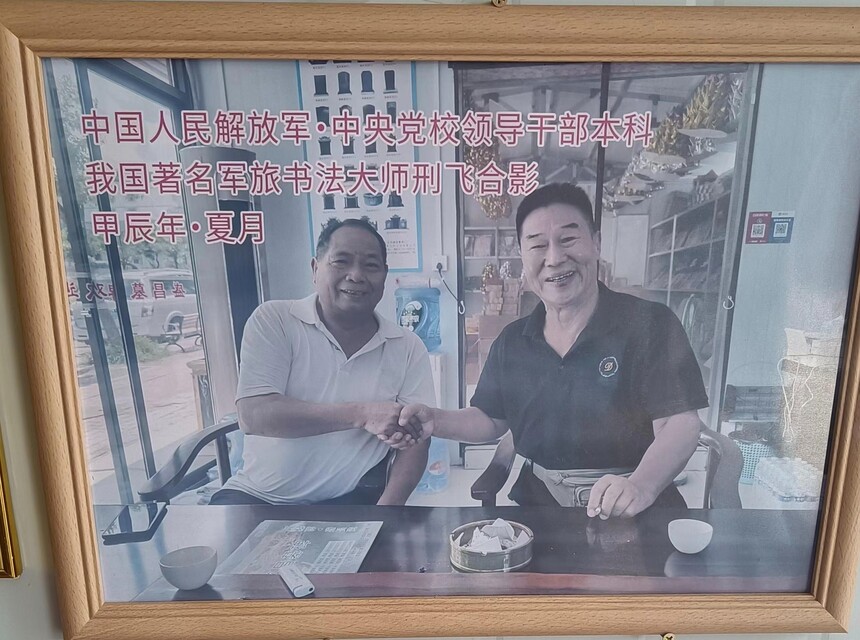 中国人民解放军·中央党校领导干部本科
我国著名军旅书法大师刑飞合影
甲辰年·夏月